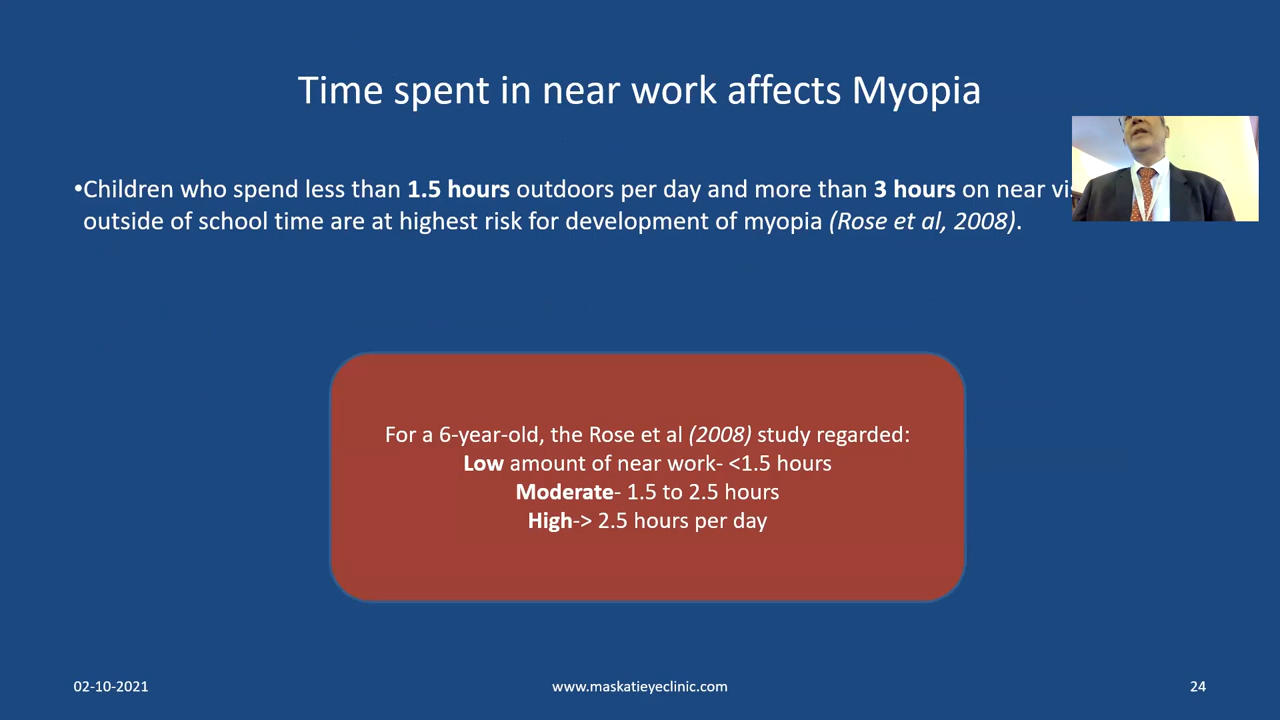 Time spent in near work affects Myopia
•Children who spend less than 1.5 hours outdoors per day and more than 3 hours on near
outside of school time are at highest risk for development of myopia (Rose et al, 2008).
For a 6-year-old, the Rose et al (2008) study regarded:
Low amount of near work- <1.5 hours
Moderate- 1.5 to 2.5 hours
High-> 2.5 hours per day
02-10-2021
www.maskatieyeclinic.com
24